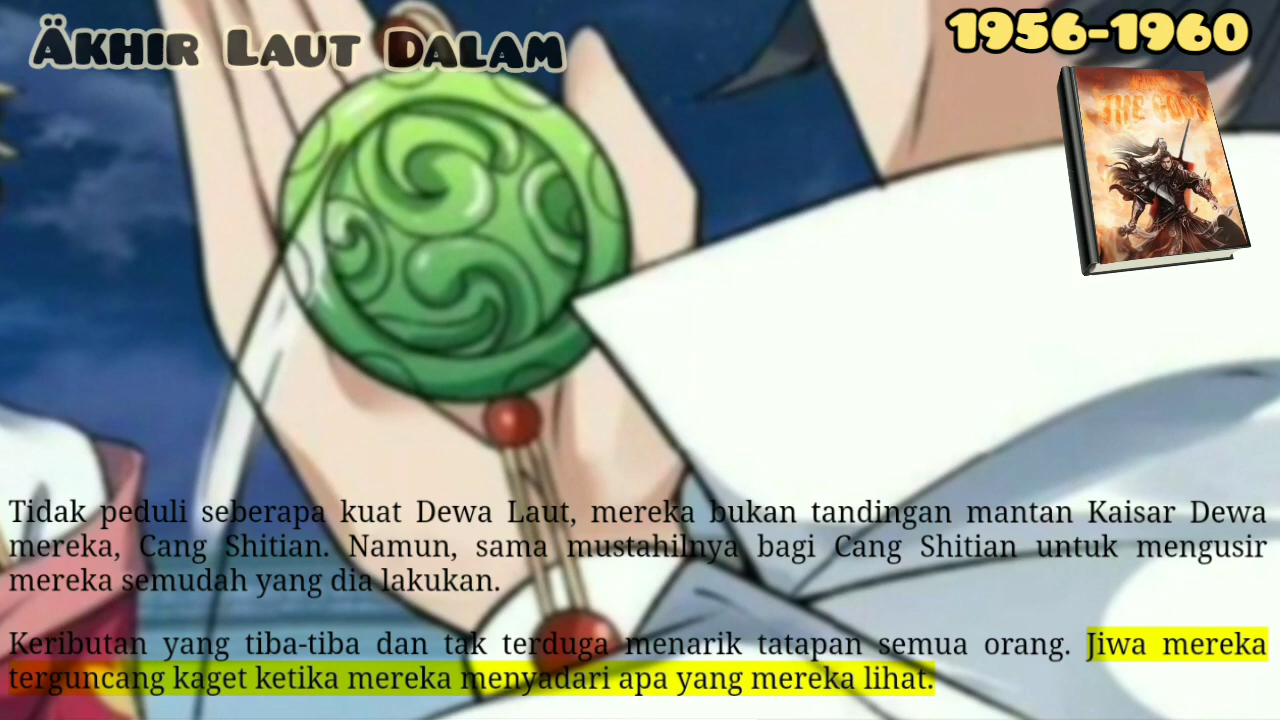 Äkhir Laut Dalam
1956-1960
THE GODS
Tidak peduli seberapa kuat Dewa Laut, mereka bukan tandingan mantan Kaisar Dewa
mereka, Cang Shitian. Namun, sama mustahilnya bagi Cang Shitian untuk mengusir
mereka semudah yang dia lakukan.
Keributan yang tiba-tiba dan tak terduga menarik tatapan semua orang. Jiwa mereka
terguncang kaget ketika mereka menyadari apa yang mereka lihat.